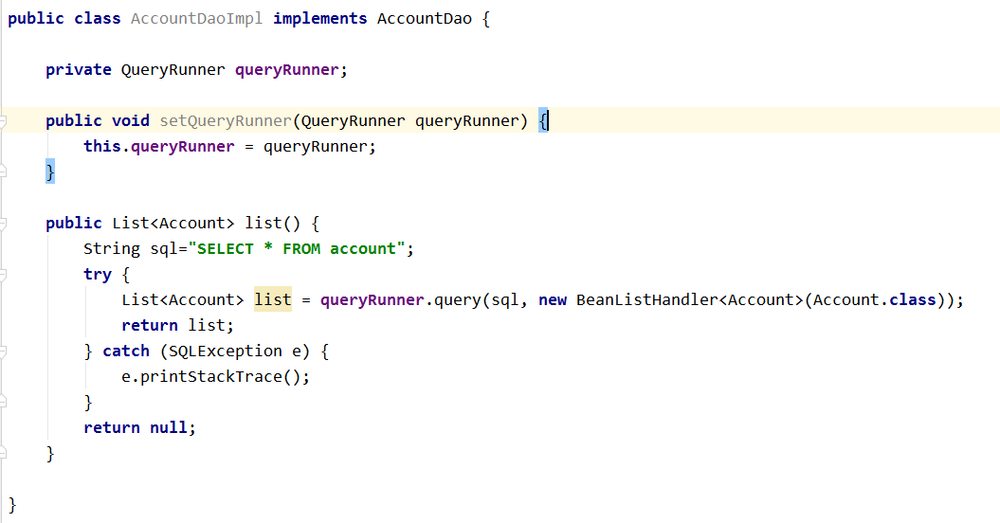 public class AccountDaoImpl implements AccountDao {
private QueryRunner queryRunner;
public void setQueryRunner(QueryRunner queryRunner) {
this.queryRunner = queryRunner;
}
public List<Account> list() {
String sql="SELECT * FROM account";
try {
List<Account> list = queryRunner.query(sql, new BeanListHandler<Account>(Account.class));
return list;
} catch (SQLException e) {
e.printStackTrace();
}
return null;
}
}